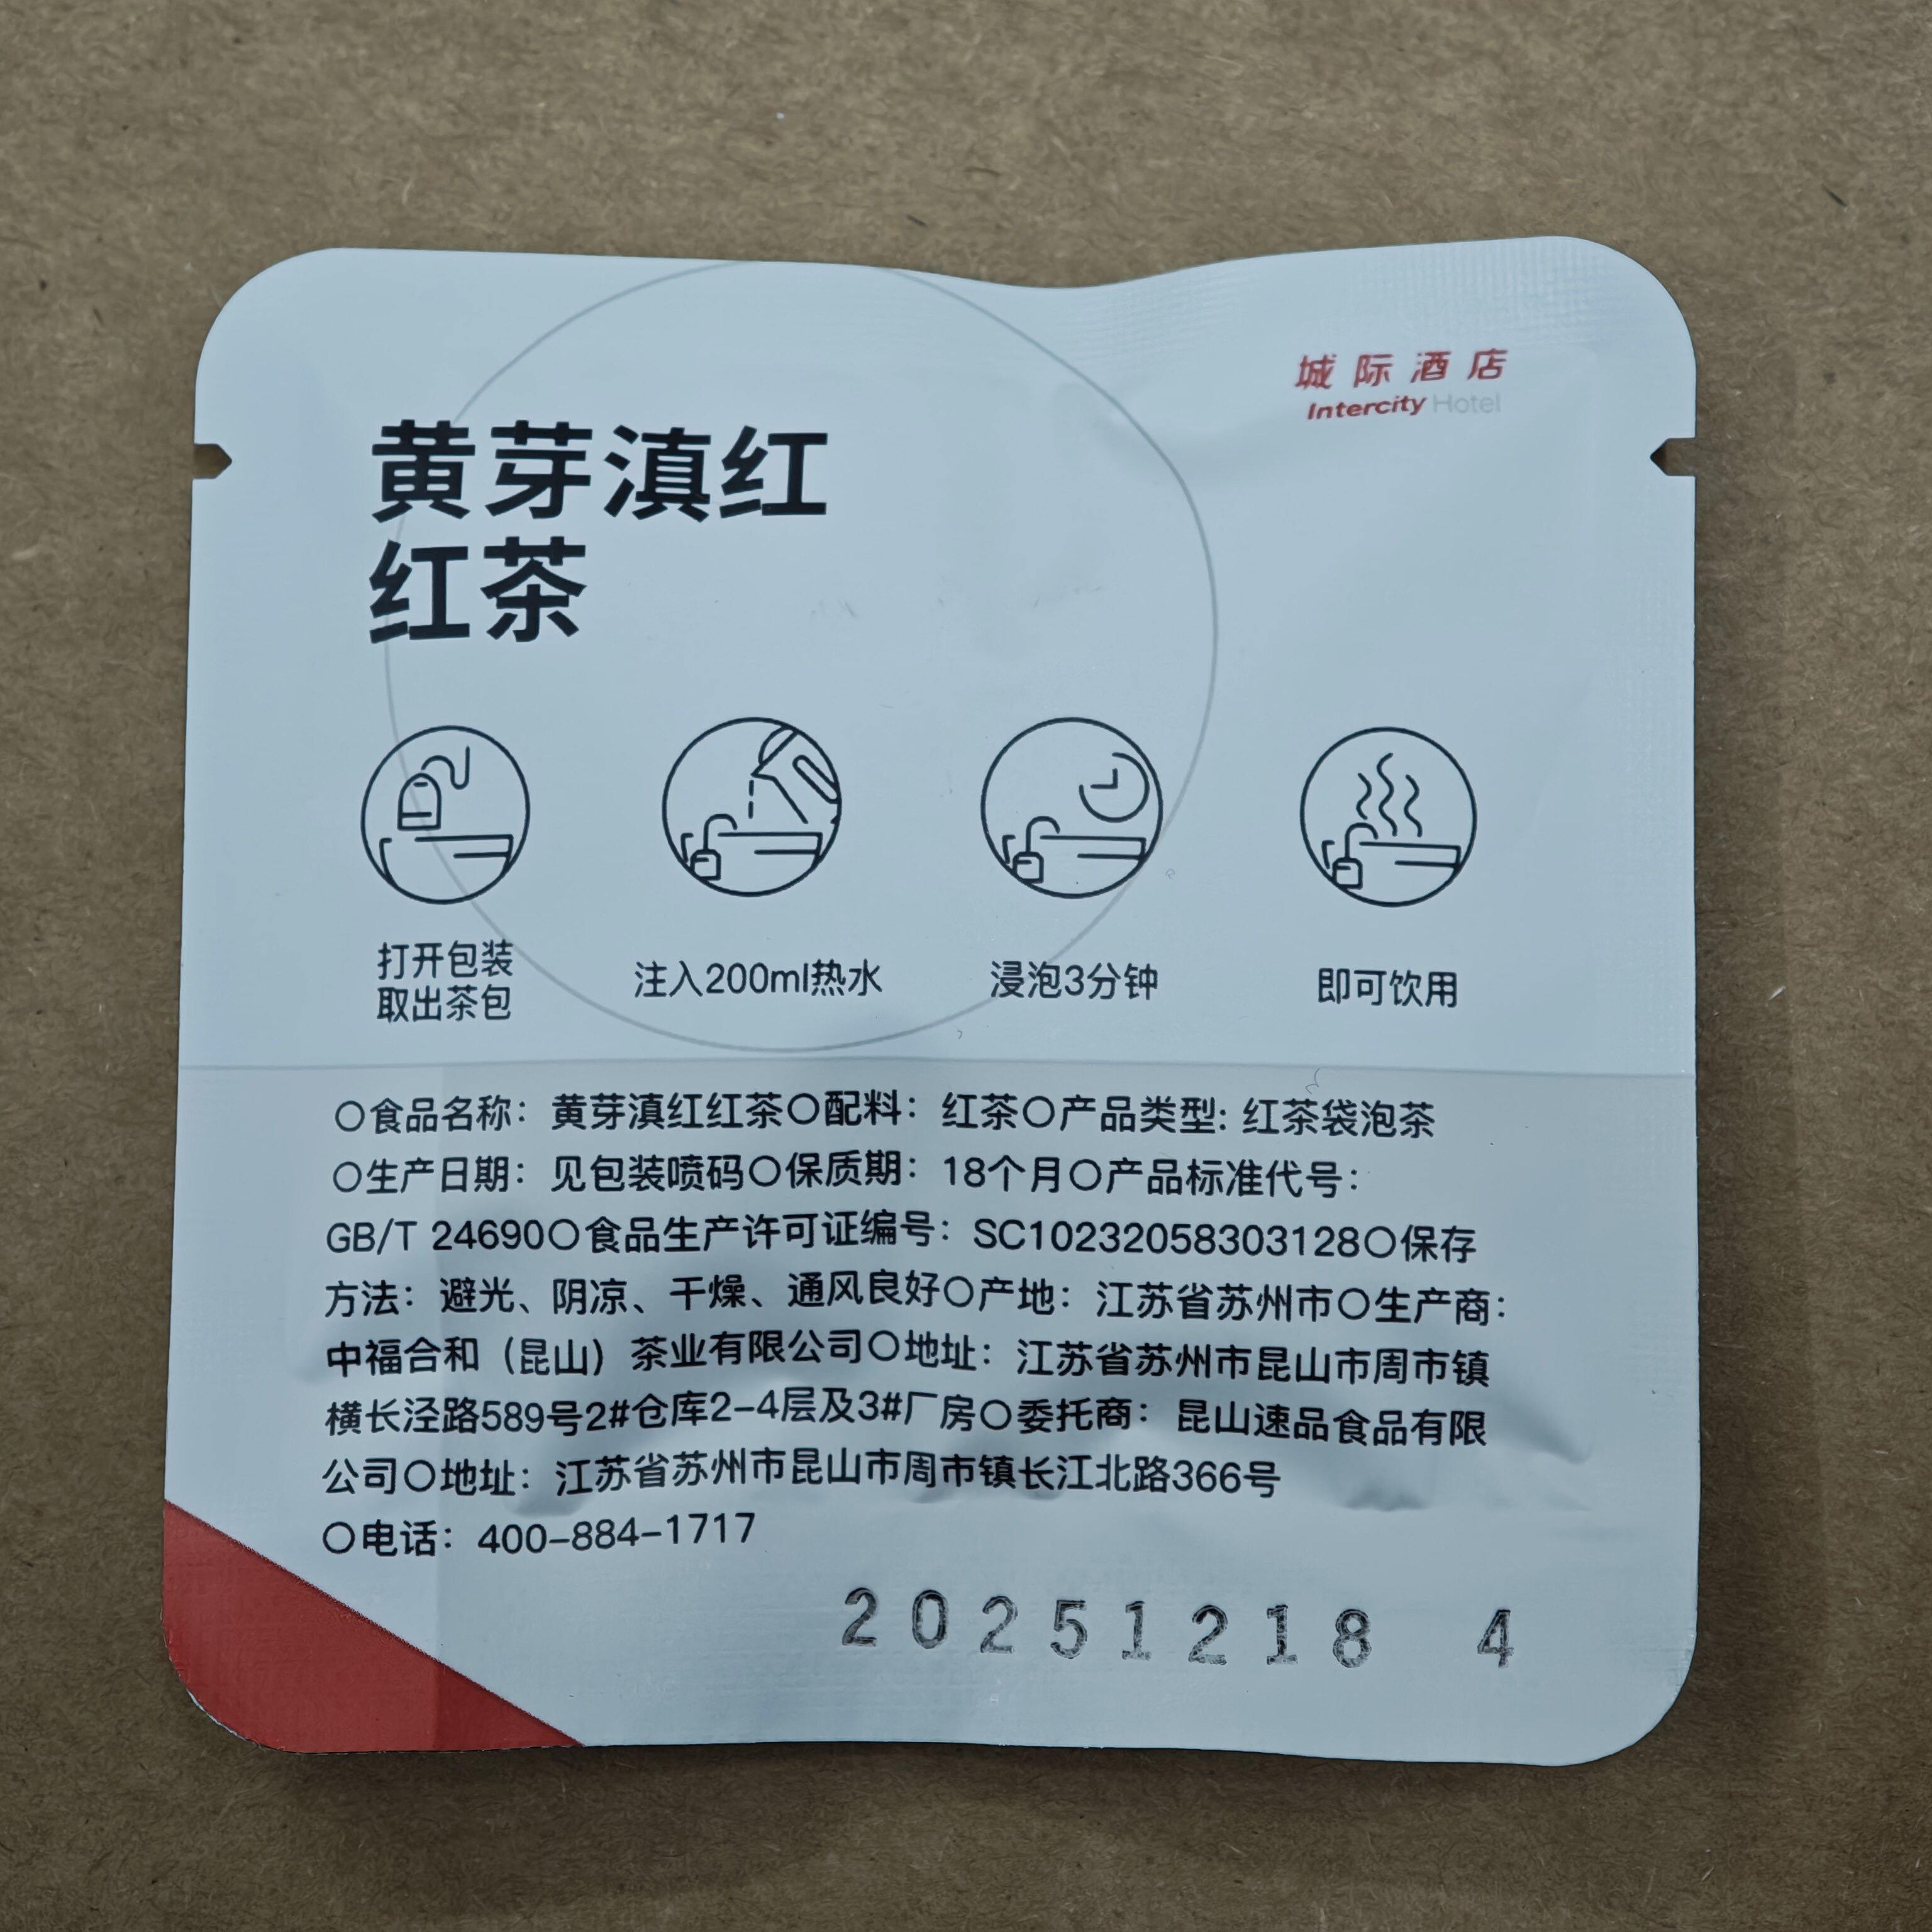 城际酒店
Intercity Hotel
黄芽滇红
红茶
打开包装
取出茶包
注入200ml热水
浸泡3分钟
即可饮用
○食品名称：黄芽滇红红茶○配料：红茶○产品类型: 红茶袋泡茶
○生产日期：见包装喷码○保质期：18个月○产品标准代号：
GB/T 24690○食品生产许可证编号：SC10232058303128○保存
方法：避光、阴凉、干燥、通风良好○产地：江苏省苏州市○生产商：
中福合和（昆山）茶业有限公司○地址：江苏省苏州市昆山市周市镇
横长泾路589号2#仓库2-4层及3#厂房○委托商：昆山速品食品有限
公司○地址：江苏省苏州市昆山市周市镇长江北路366号
○电话：400-884-1717
20251218 4